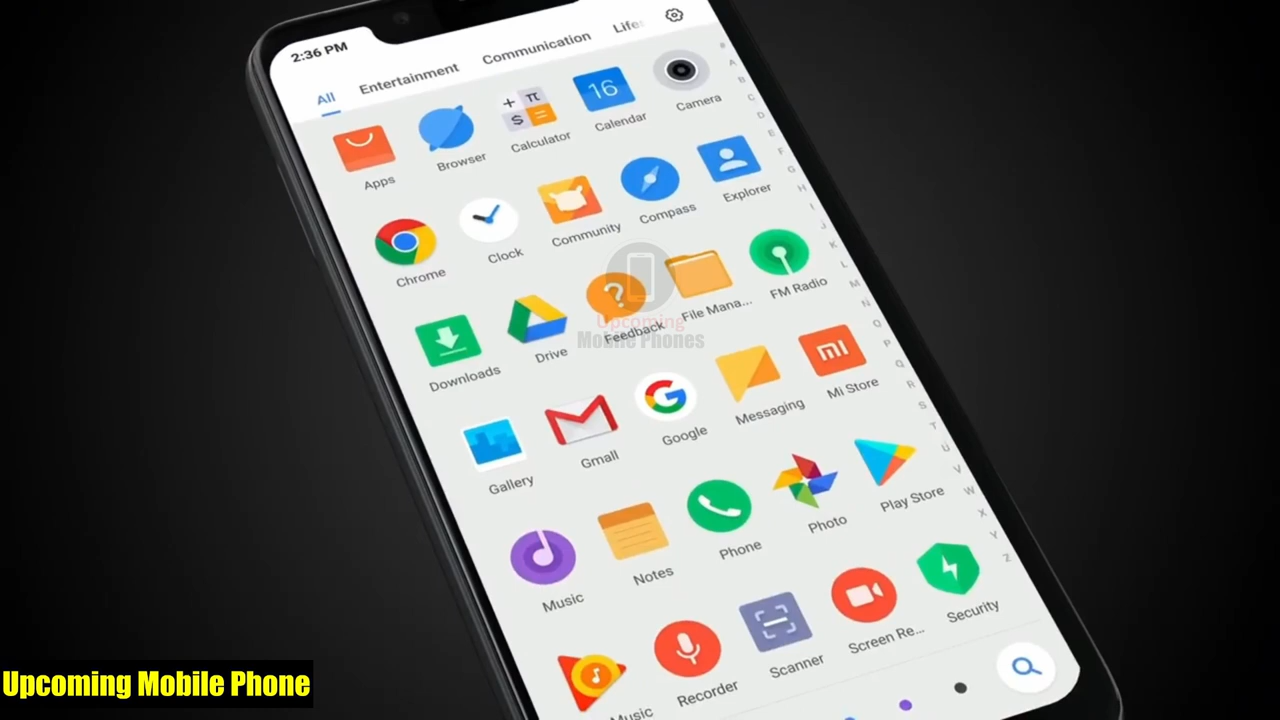 2:36 PM
All Entertainment Communication Life
Apps Browser Calculator Calendar Camera
16
+ π
$ =
Chrome Clock Community Compass Explorer
Downloads Drive Feedback File Mana... FM Radio
?
Upcoming
Mobile Phones
Gallery Gmail Google Messaging Mi Store
G
mi
Music Notes Phone Photo Play Store
Music Recorder Scanner Screen Re... Security
#
A
B
C
D
E
F
G
H
I
J
K
L
M
N
O
P
Q
R
S
T
U
V
W
X
Y
Z
Upcoming Mobile Phone